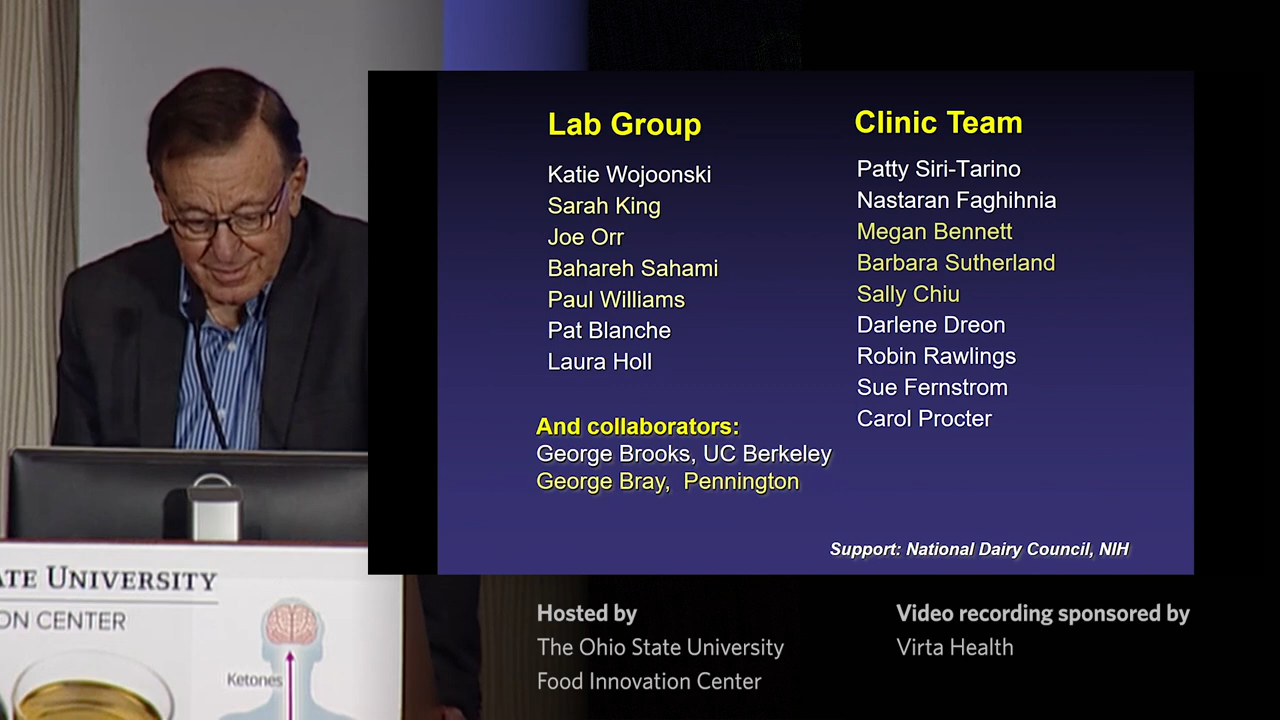 Lab Group
Katie Wojoonski
Sarah King
Joe Orr
Bahareh Sahami
Paul Williams
Pat Blanche
Laura Holl
And collaborators:
George Brooks, UC Berkeley
George Bray, Pennington
Clinic Team
Patty Siri-Tarino
Nastaran Faghihnia
Megan Bennett
Barbara Sutherland
Sally Chiu
Darlene Dreon
Robin Rawlings
Sue Fernstrom
Carol Procter
Support: National Dairy Council, NIH
ATE UNIVERSITY
ON CENTER
Ketones
Hosted by
The Ohio State University
Food Innovation Center
Video recording sponsored by
Virta Health